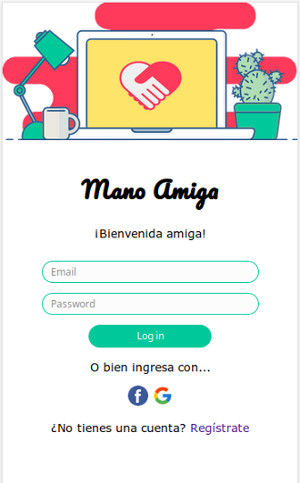 Mano Amiga
¡Bienvenida amiga!
Email
Password
Log in
O bien ingresa con...
¿No tienes una cuenta? Regístrate